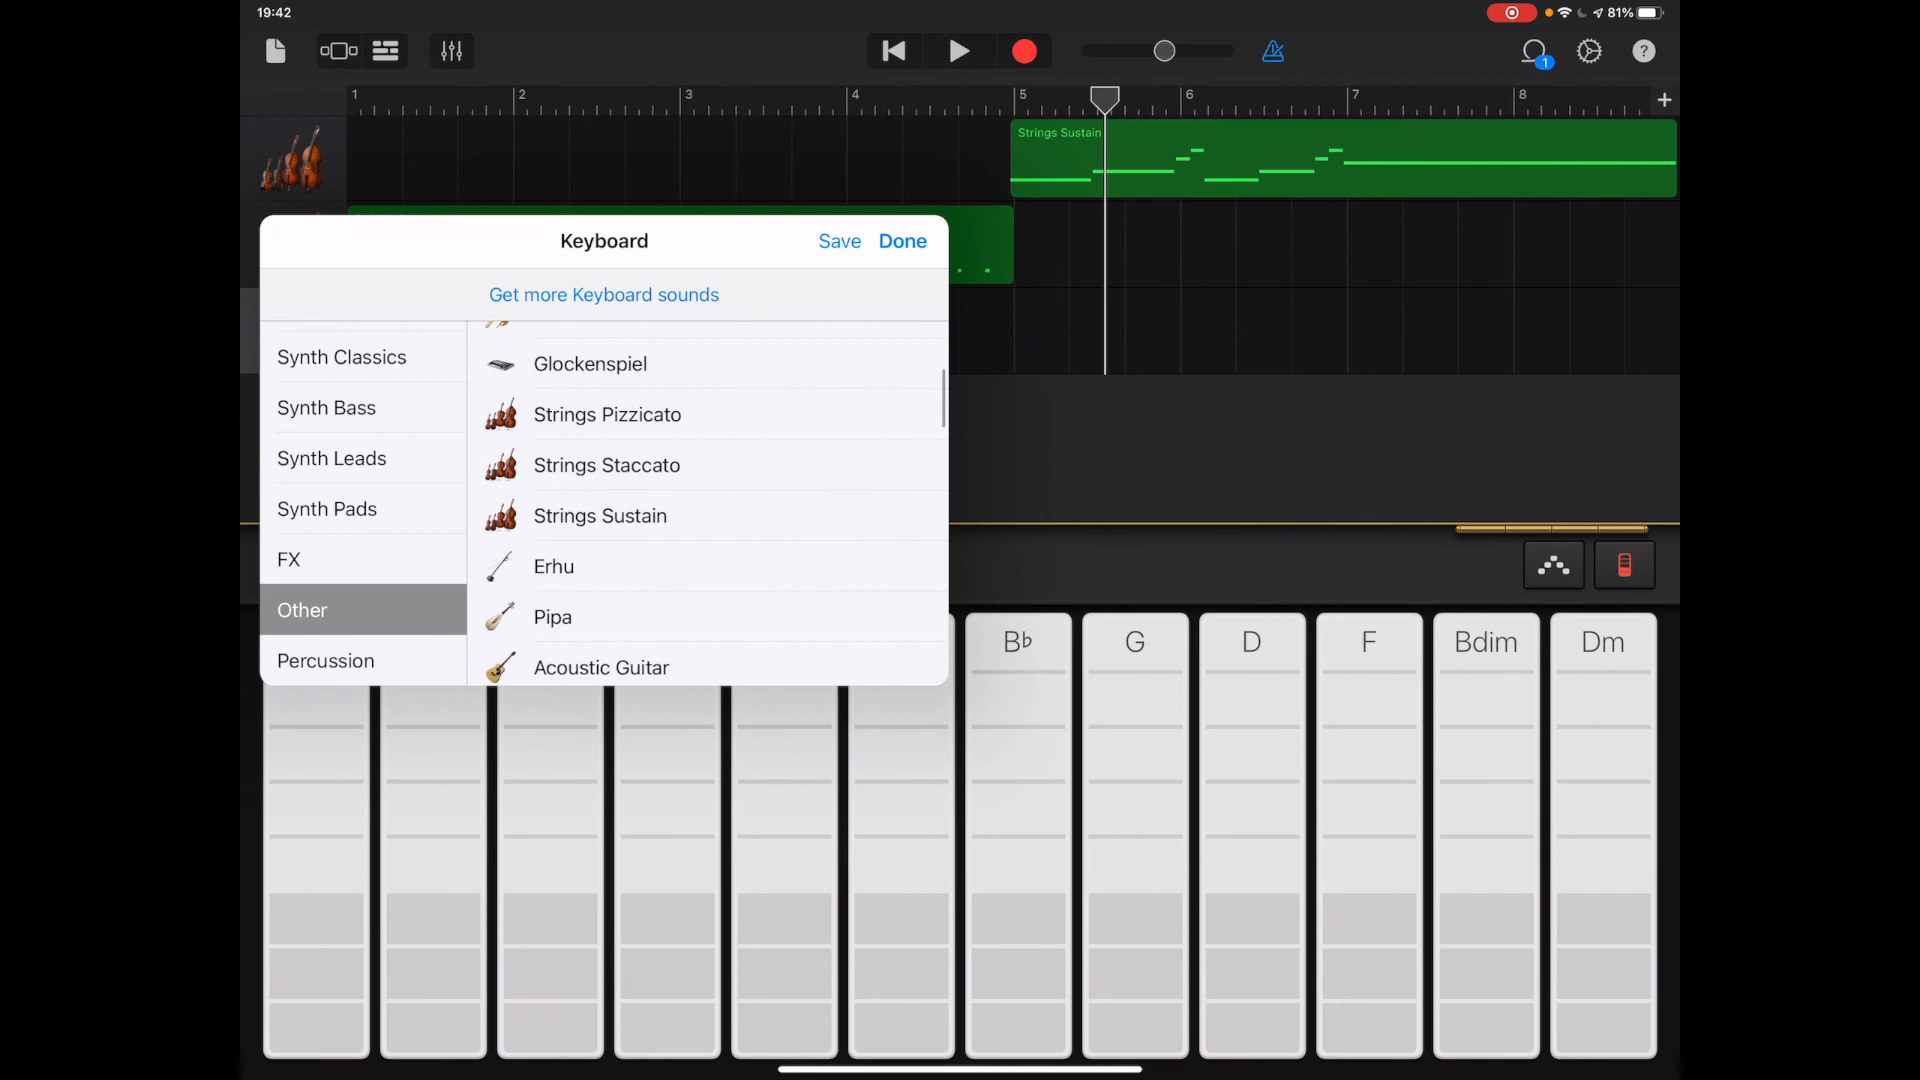 19:42
81%
1
?
1
2
3
4
5
6
7
8
+
Strings Sustain
Keyboard
Save
Done
Get more Keyboard sounds
Synth Classics
Synth Bass
Synth Leads
Synth Pads
FX
Other
Percussion
Glockenspiel
Strings Pizzicato
Strings Staccato
Strings Sustain
Erhu
Pipa
Acoustic Guitar
B♭
G
D
F
Bdim
Dm